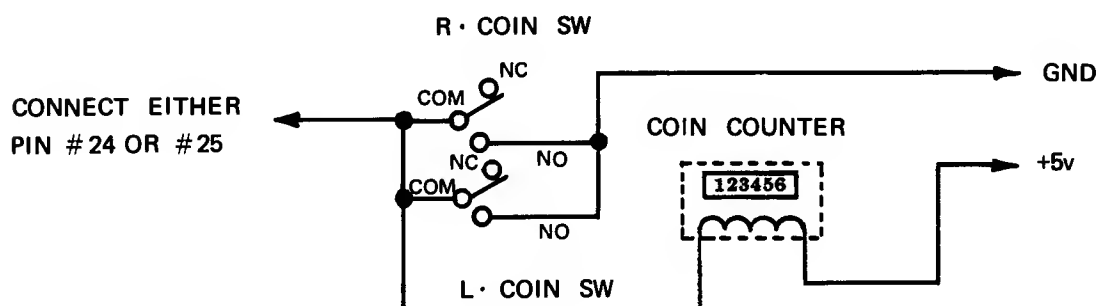 R · COIN SW
NC
COM
GND
CONNECT EITHER
PIN #24 OR #25
COIN COUNTER
NO
NC
+5v
COM
123456
NO
L · COIN SW